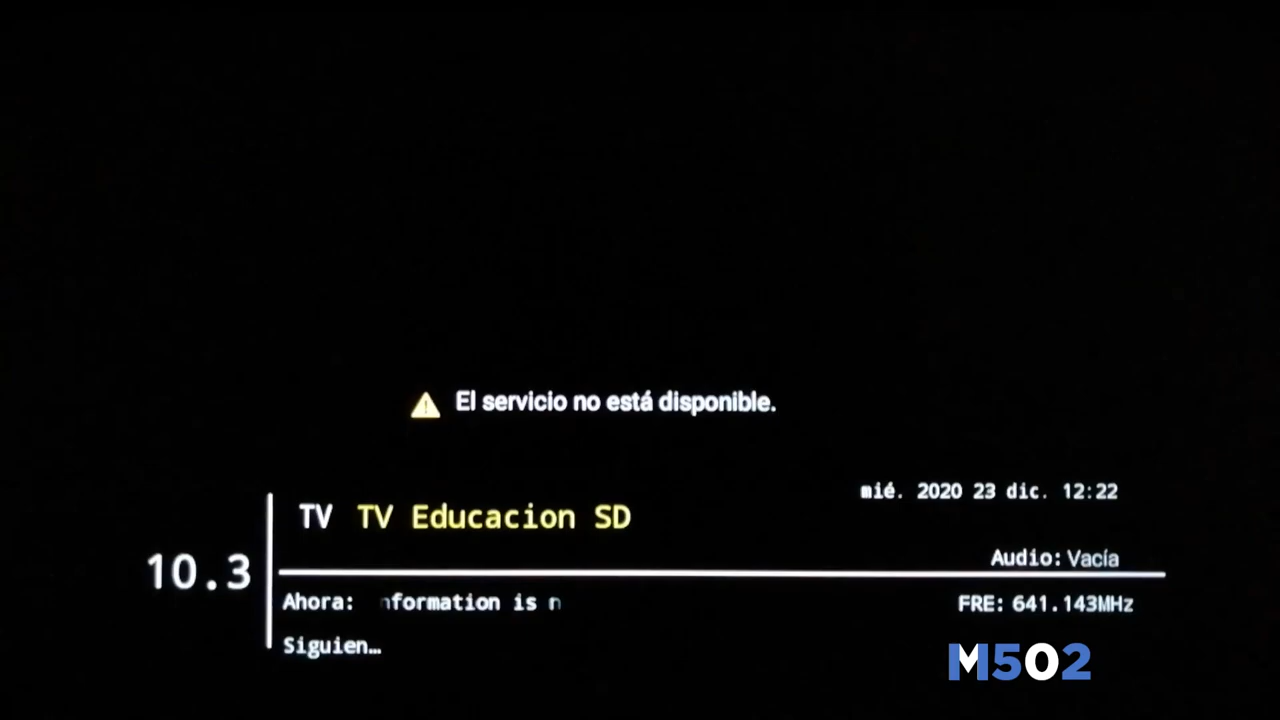 El servicio no está disponible.
mié. 2020 23 dic. 12:22
TV TV Educacion SD
10.3
Audio: Vacía
Ahora: nformation is n
FRE: 641.143MHz
Siguien…
M502